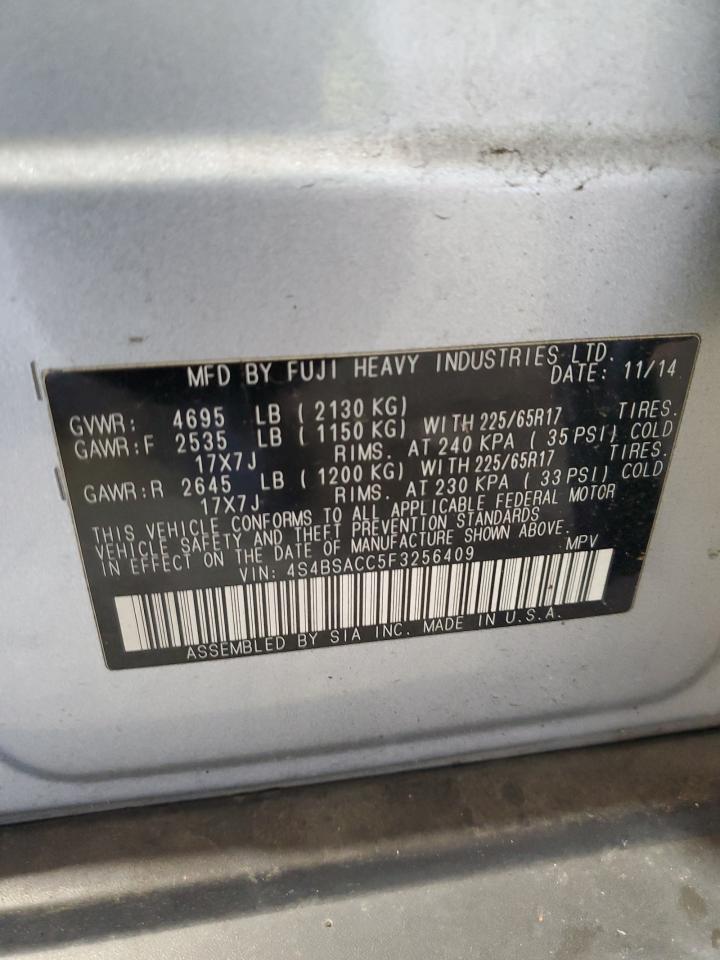 MFD BY FUJI HEAVY INDUSTRIES LTD.
DATE: 11/14
GVWR: 4695 LB ( 2130 KG)
GAWR:F 2535 LB ( 1150 KG) WITH 225/65R17 TIRES.
17X7J RIMS. AT 240 KPA ( 35 PSI) COLD
GAWR:R 2645 LB ( 1200 KG) WITH 225/65R17 TIRES.
17X7J RIMS. AT 230 KPA ( 33 PSI) COLD
THIS VEHICLE CONFORMS TO ALL APPLICABLE FEDERAL MOTOR
VEHICLE SAFETY AND THEFT PREVENTION STANDARDS
IN EFFECT ON THE DATE OF MANUFACTURE SHOWN ABOVE.
VIN: 4S4BSACC5F3256409 MPV
ASSEMBLED BY SIA INC. MADE IN U.S.A.